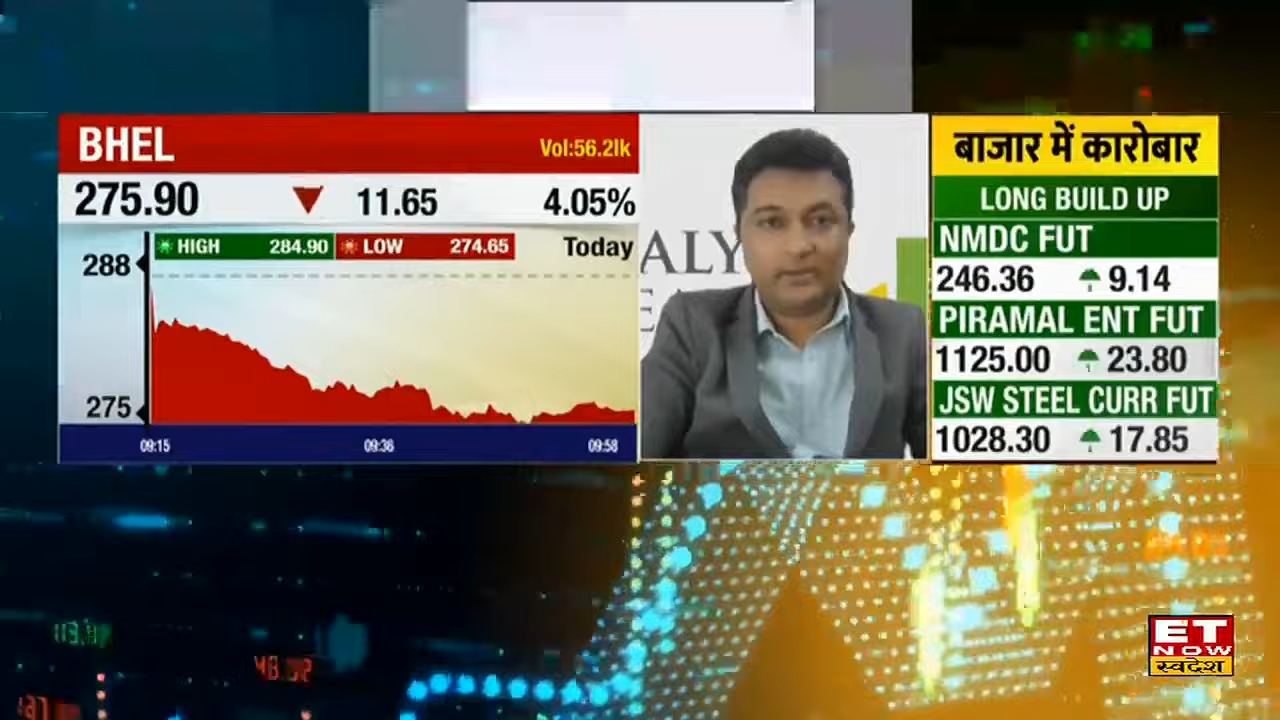 BHEL
Vol:56.2lk
275.90 ▼ 11.65 4.05%
HIGH 284.90 LOW 274.65 Today
288
275
09:15 09:36 09:58
ALY
बाजार में कारोबार
LONG BUILD UP
NMDC FUT
246.36 9.14
PIRAMAL ENT FUT
1125.00 23.80
JSW STEEL CURR FUT
1028.30 17.85
ET
NOW
स्वदेश